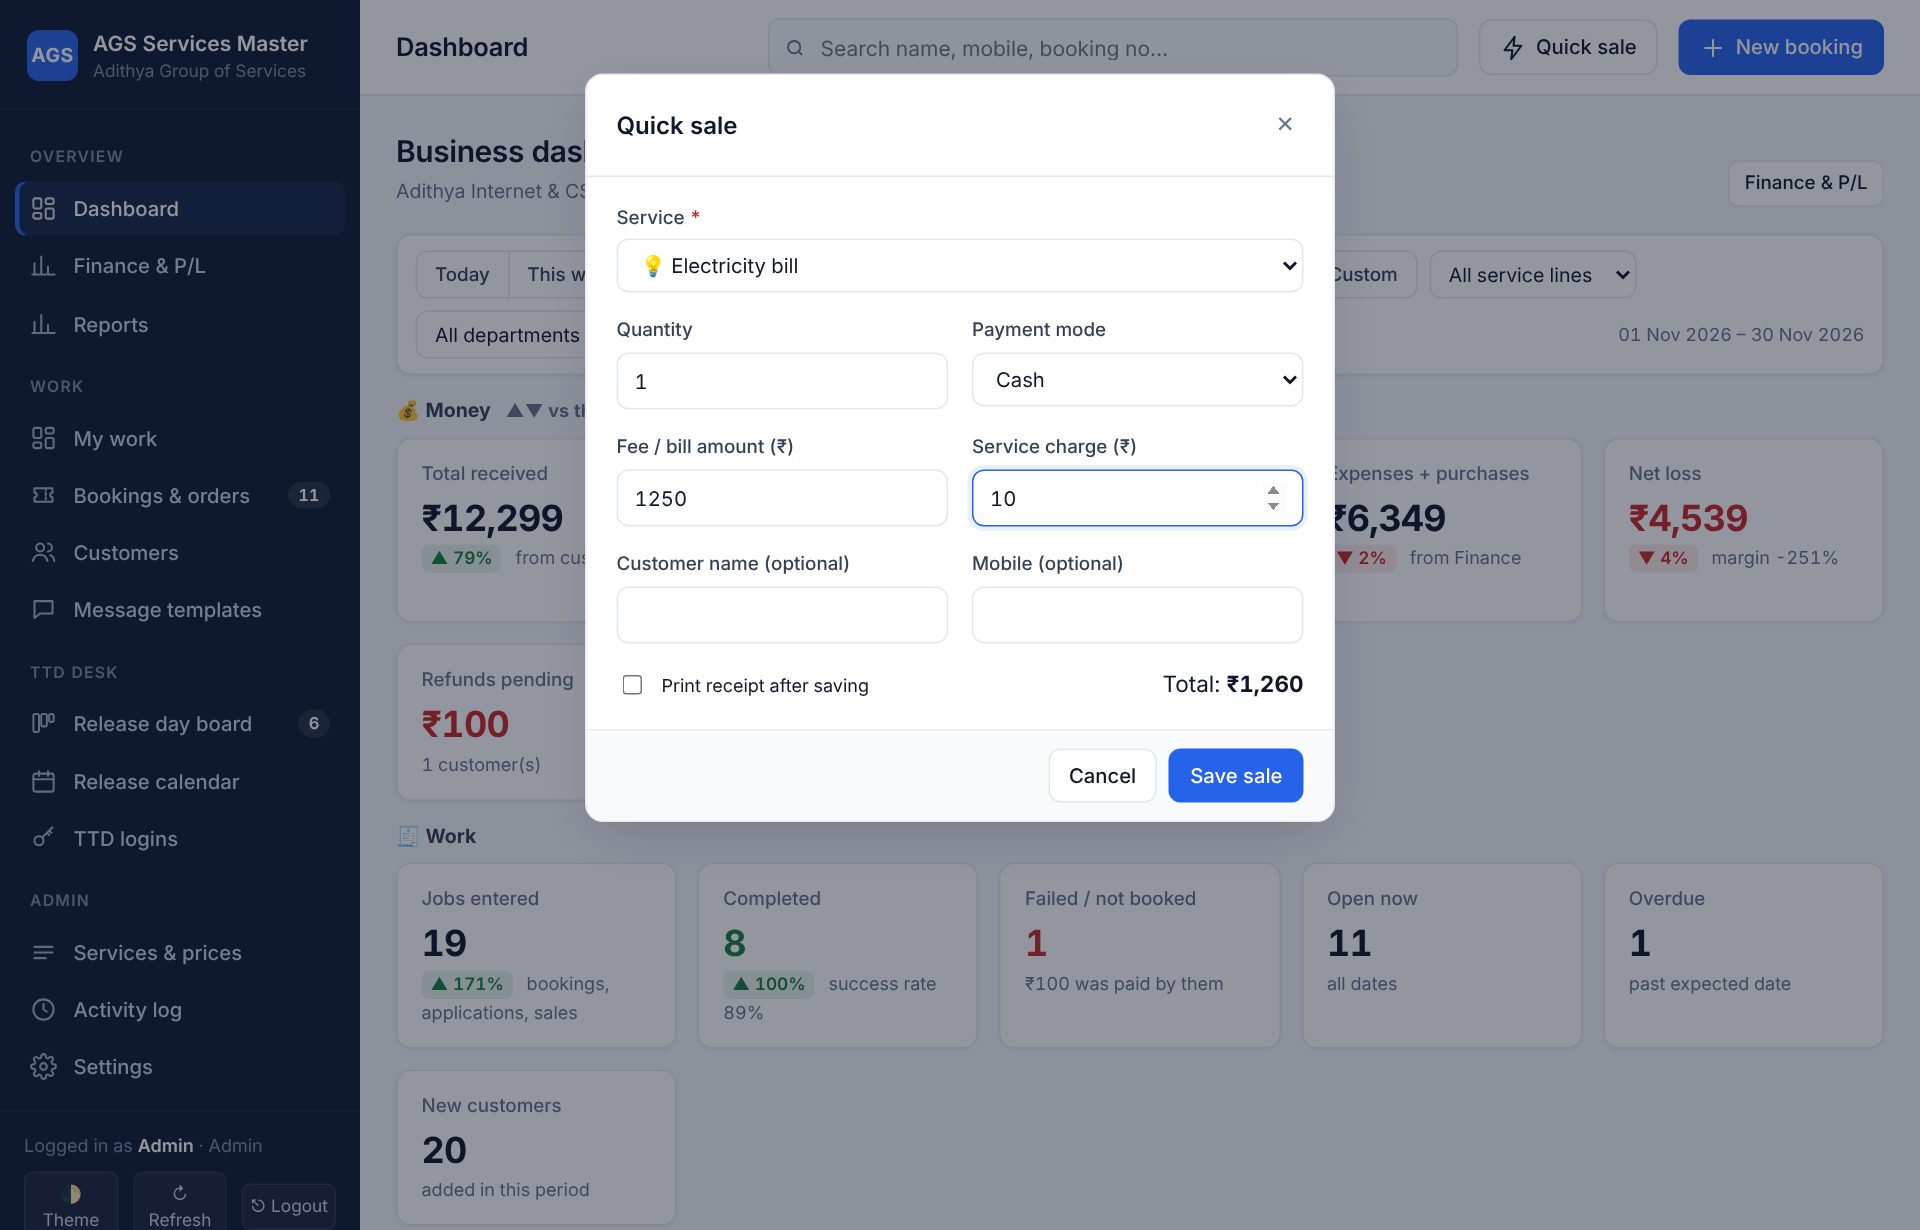 AGS
AGS Services Master
Adithya Group of Services
OVERVIEW
Dashboard
Finance & P/L
Reports
WORK
My work
Bookings & orders 11
Customers
Message templates
TTD DESK
Release day board 6
Release calendar
TTD logins
ADMIN
Services & prices
Activity log
Settings
Logged in as Admin · Admin
Theme
Refresh
Logout
Dashboard
Search name, mobile, booking no...
Quick sale
+ New booking
Business
Adithya Internet &
Finance & P/L
Today
This
All service lines
All departments
01 Nov 2026 – 30 Nov 2026
💰 Money ▲▼ vs
Total received
₹12,299
▲ 79% from
Expenses + purchases
₹6,349
▼ 2% from Finance
Net loss
₹4,539
▼ 4% margin -251%
Refunds pending
₹100
1 customer(s)
🧾 Work
Jobs entered
19
▲ 171% bookings,
applications, sales
Completed
8
▲ 100% success rate
89%
Failed / not booked
1
₹100 was paid by them
Open now
11
all dates
Overdue
1
past expected date
New customers
20
added in this period
Quick sale
×
Service *
💡 Electricity bill
Quantity
1
Payment mode
Cash
Fee / bill amount (₹)
1250
Service charge (₹)
10
Customer name (optional)
Mobile (optional)
Print receipt after saving
Total: ₹1,260
Cancel
Save sale